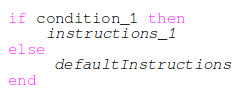 if condition_1 then
instructions_1
else
defaultInstructions
end